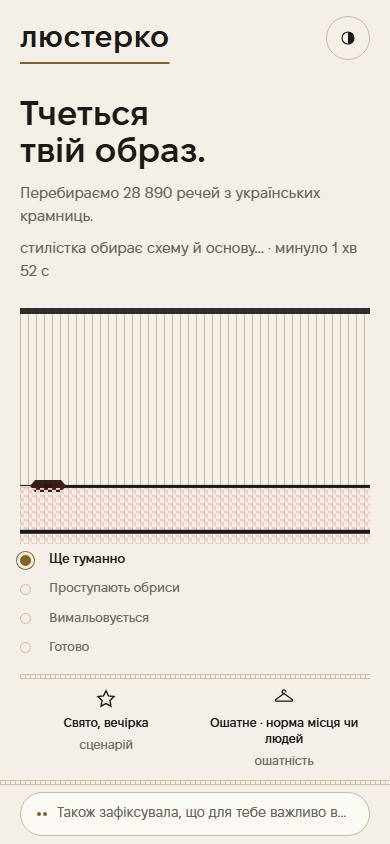 люстерко
Тчеться
твій образ.
Перебираємо 28 890 речей з українських
крамниць.
стилістка обирає схему й основу... · минуло 1 хв
52 с
Ще туманно
Проступають обриси
Вимальовується
Готово
Свято, вечірка
сценарій
Ошатне · норма місця чи
людей
ошатність
Також зафіксувала, що для тебе важливо в...